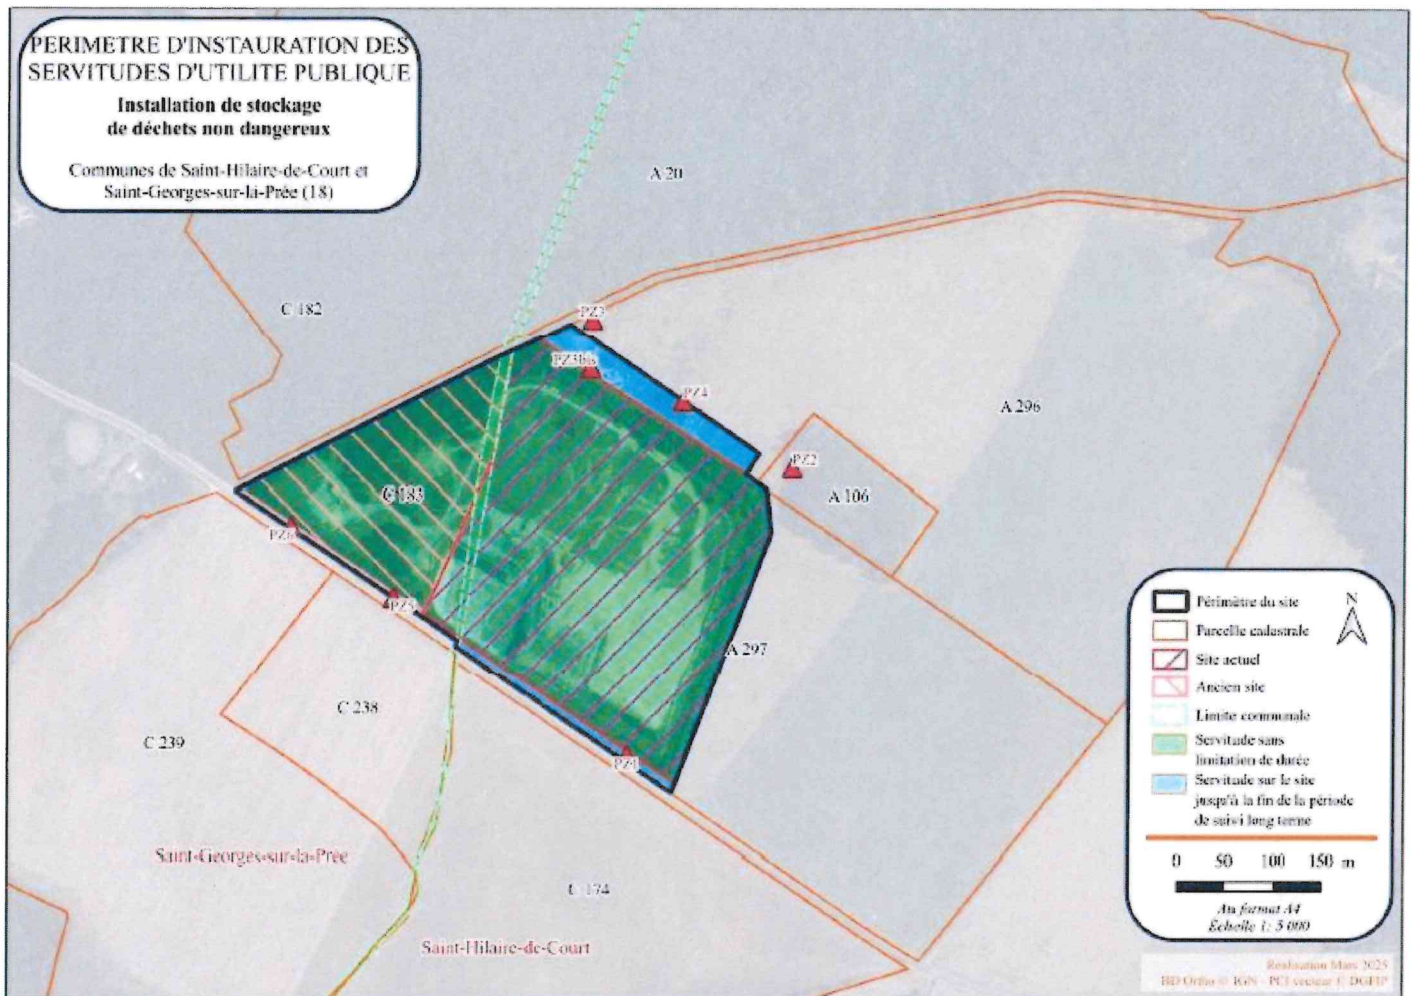 PERIMETRE D'INSTAURATION DES
SERVITUDES D'UTILITE PUBLIQUE
Installation de stockage
de déchets non dangereux
Communes de Saint-Hilaire-de-Court et
Saint-Georges-sur-la-Prée (18)
A 20
C 182
PZ3bis
PZ4
A 296
PZ2
A 106
C 183
PZ6
PZ5
A 297
C 238
C 239
Saint-Georges-sur-la-Prée
C 174
Saint-Hilaire-de-Court
Périmètre du site
N
Parcelle cadastrale
Site actuel
Ancien site
Limite communale
Servitude sans
limitation de durée
Servitude sur le site
jusqu'à la fin de la période
de suivi long terme
0 50 100 150 m
Au format A4
Échelle 1: 5 000
Réalisation Mars 2025
BD Ortho © IGN - PCI vecteur © DGFIP